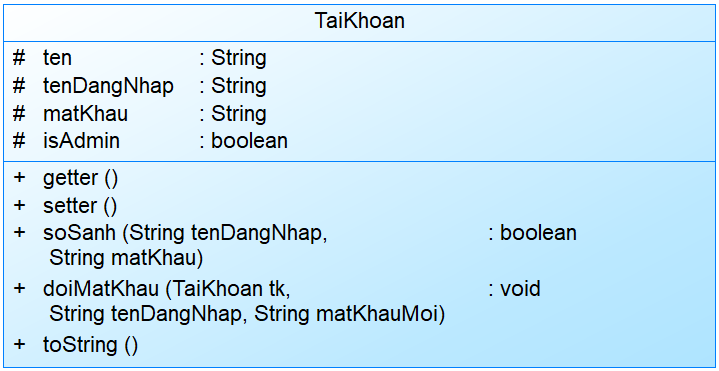 TaiKhoan
# ten : String
# tenDangNhap : String
# matKhau : String
# isAdmin : boolean
+ getter ()
+ setter ()
+ soSanh (String tenDangNhap, : boolean
String matKhau)
+ doiMatKhau (TaiKhoan tk, : void
String tenDangNhap, String matKhauMoi)
+ toString ()